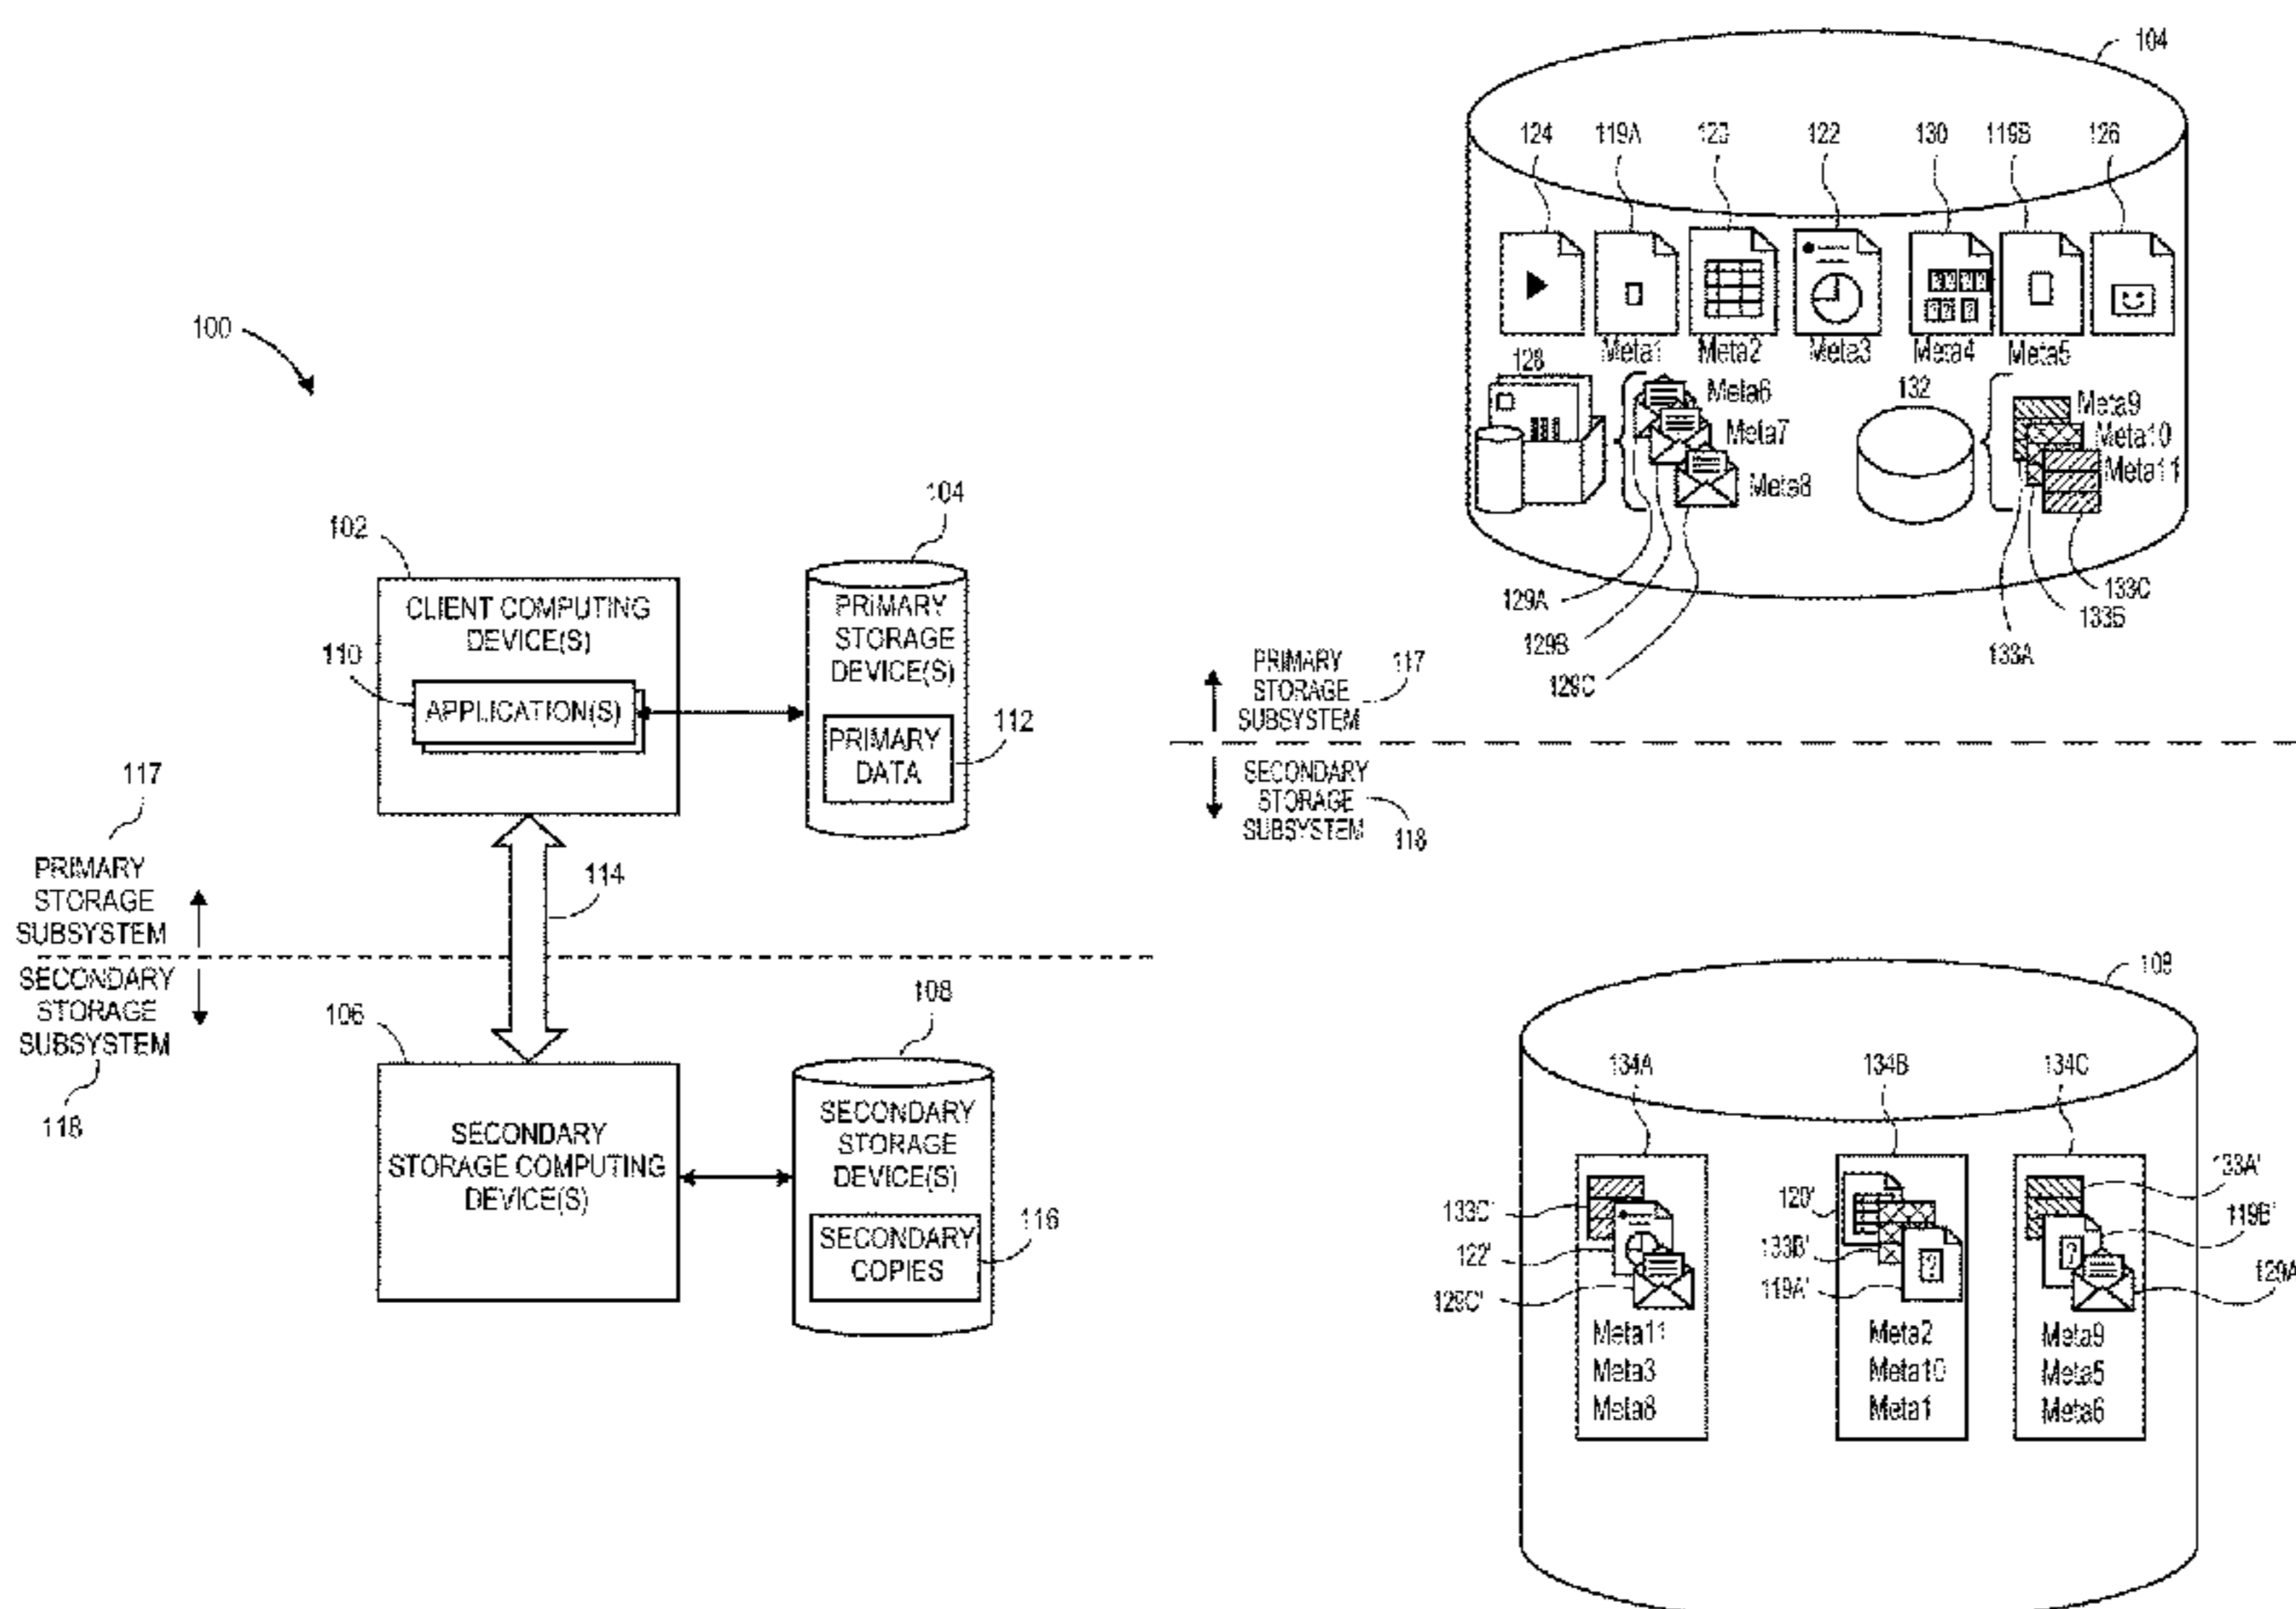 100
102
CLIENT COMPUTING
DEVICE(S)
110
APPLICATION(S)
104
PRIMARY
STORAGE
DEVICE(S)
PRIMARY
DATA
112
117
PRIMARY
STORAGE
SUBSYSTEM
114
SECONDARY
STORAGE
SUBSYSTEM
118
106
SECONDARY
STORAGE COMPUTING
DEVICE(S)
108
SECONDARY
STORAGE
DEVICE(S)
SECONDARY
COPIES
116
104
124 119A 122 130 119B 126
Meta1 Meta2 Meta3 Meta4 Meta5
128
Meta6
Meta7
Meta8
132
Meta9
Meta10
Meta11
129A
129B
129C
133C
133B
133A
PRIMARY
STORAGE
SUBSYSTEM
117
SECONDARY
STORAGE
SUBSYSTEM
118
134A 134B 134C
133C'
122'
129C'
Meta11
Meta3
Meta8
120'
133B'
119A'
Meta2
Meta10
Meta1
133A'
119B'
129A
Meta9
Meta5
Meta6